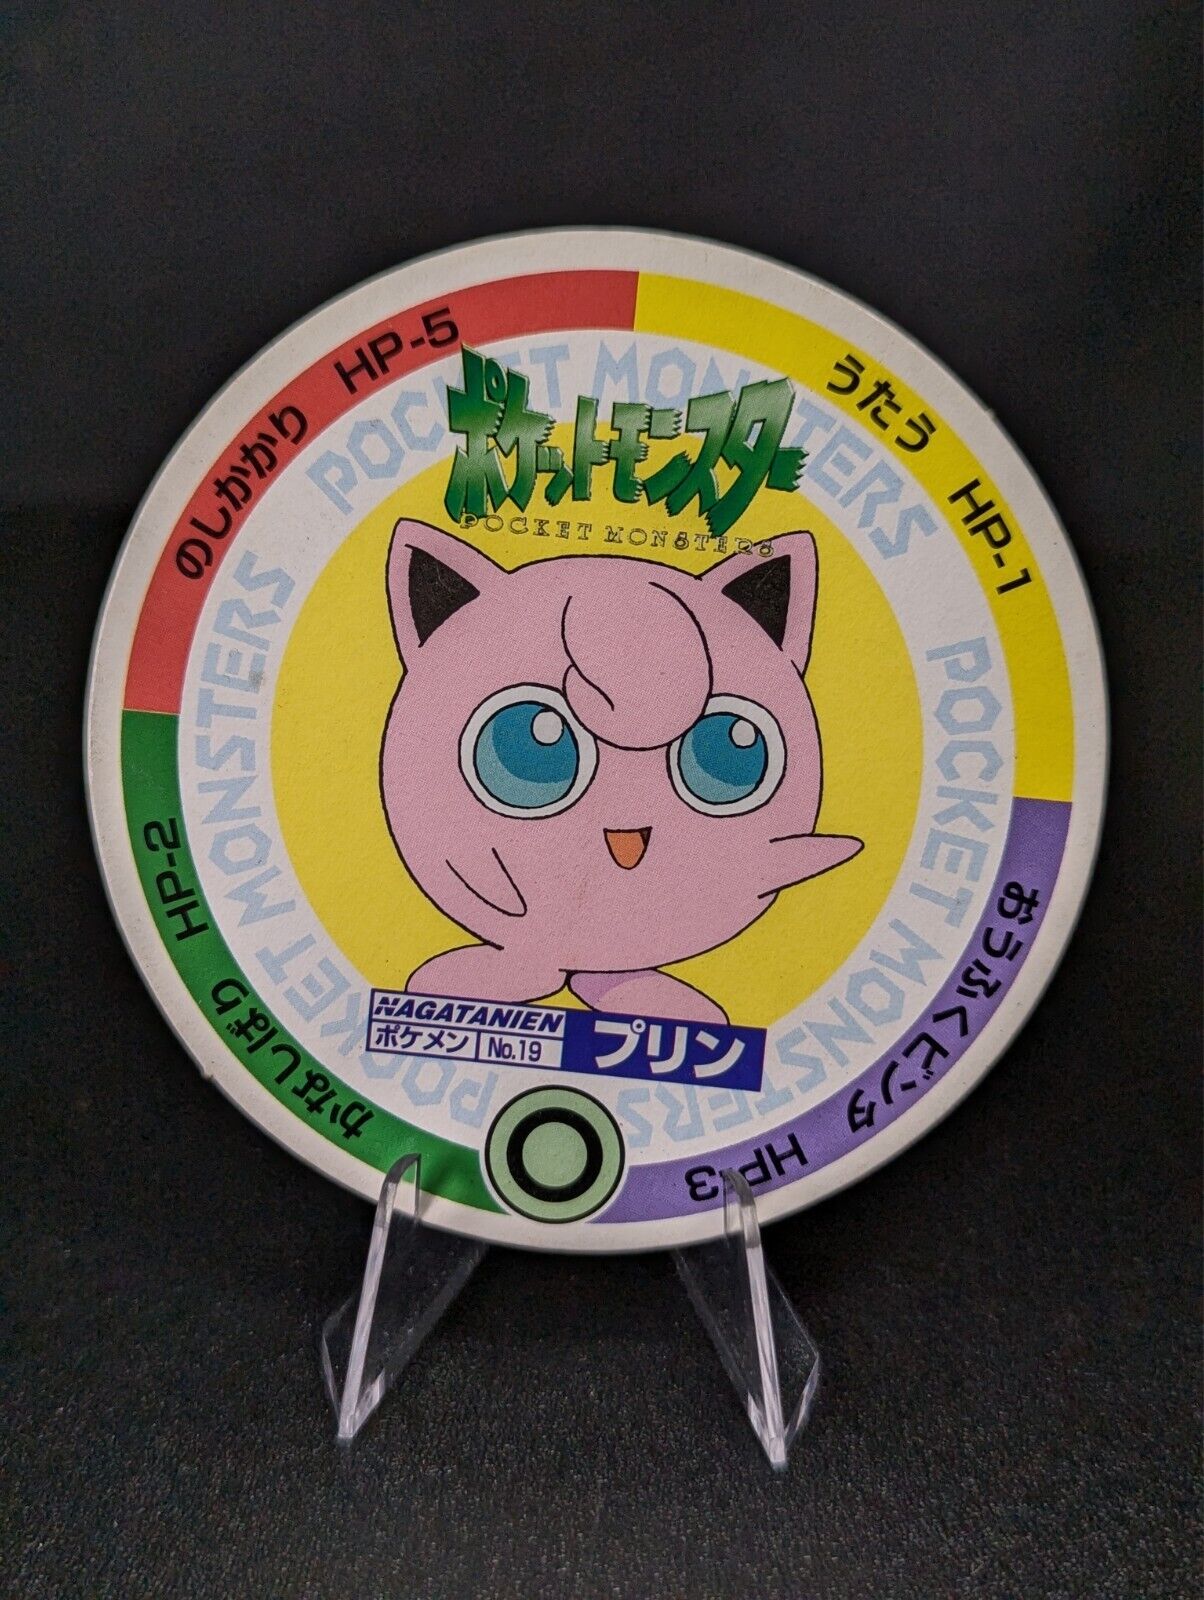 のしかかり HP-5
うたう HP-1
おうふくビンタ HP-3
かなしばり HP-2
POCKET MONSTERS
POCKET MONSTERS
POCKET MONSTERS
ポケットモンスター
POCKET MONSTERS
NAGATANIEN
ポケメン No.19
プリン